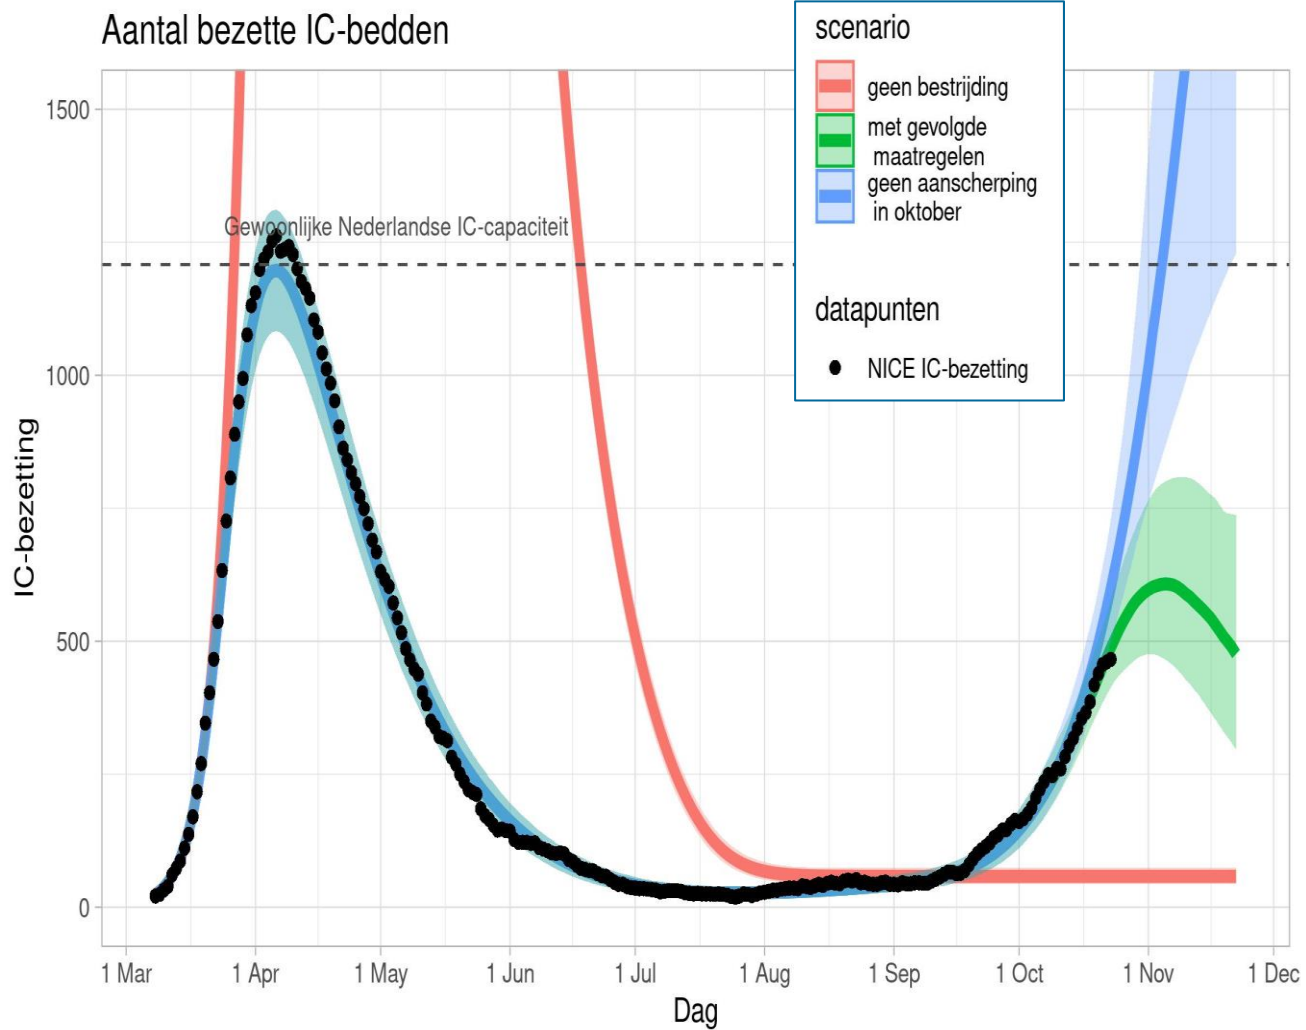 Aantal bezette IC-bedden
scenario
geen bestrijding
met gevolgde
maatregelen
geen aanscherping
in oktober
datapunten
NICE IC-bezetting
Gewoonlijke Nederlandse IC-capaciteit
IC-bezetting
1500
1000
500
0
1 Mar
1 Apr
1 May
1 Jun
1 Jul
1 Aug
1 Sep
1 Oct
1 Nov
1 Dec
Dag